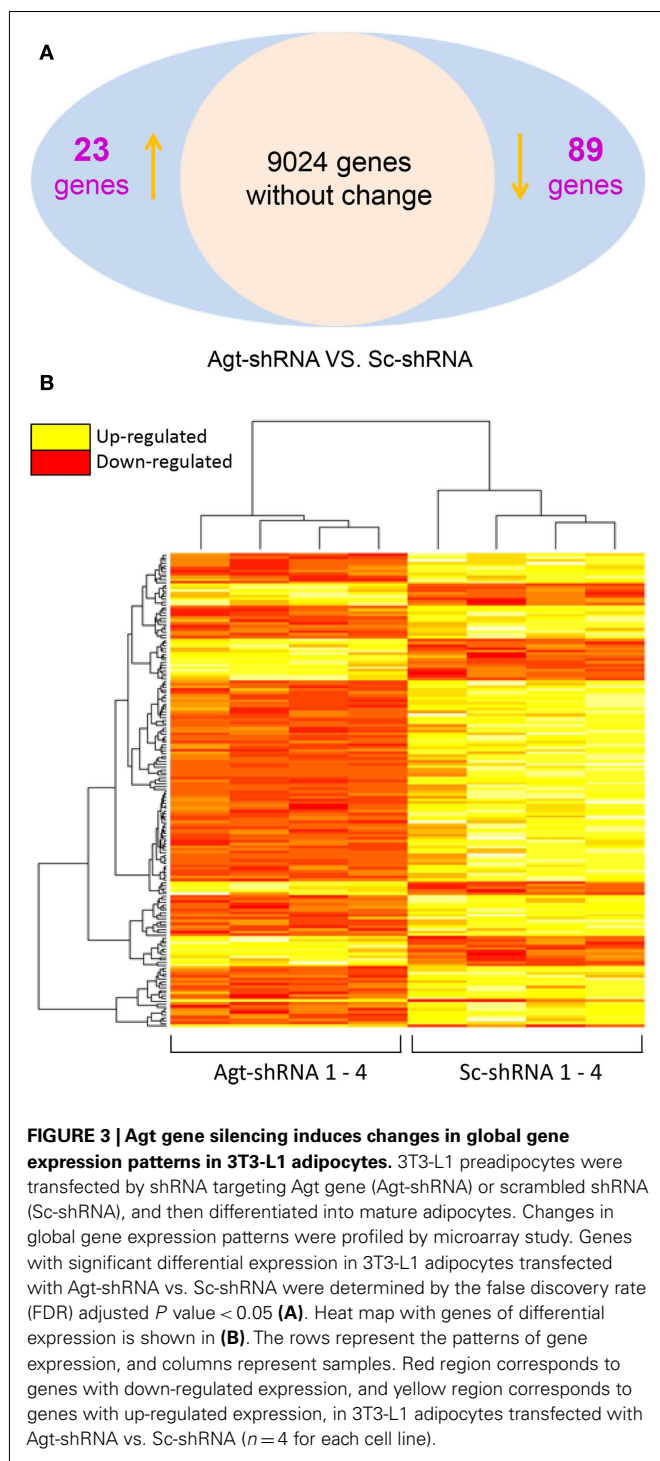 A
23
genes
9024 genes
without change
89
genes
Agt-shRNA VS. Sc-shRNA
B
Up-regulated
Down-regulated
Agt-shRNA 1 - 4
Sc-shRNA 1 - 4
FIGURE 3 | Agt gene silencing induces changes in global gene
expression patterns in 3T3-L1 adipocytes. 3T3-L1 preadipocytes were
transfected by shRNA targeting Agt gene (Agt-shRNA) or scrambled shRNA
(Sc-shRNA), and then differentiated into mature adipocytes. Changes in
global gene expression patterns were profiled by microarray study. Genes
with significant differential expression in 3T3-L1 adipocytes transfected
with Agt-shRNA vs. Sc-shRNA were determined by the false discovery rate
(FDR) adjusted P value < 0.05 (A). Heat map with genes of differential
expression is shown in (B). The rows represent the patterns of gene
expression, and columns represent samples. Red region corresponds to
genes with down-regulated expression, and yellow region corresponds to
genes with up-regulated expression, in 3T3-L1 adipocytes transfected with
Agt-shRNA vs. Sc-shRNA (n = 4 for each cell line).